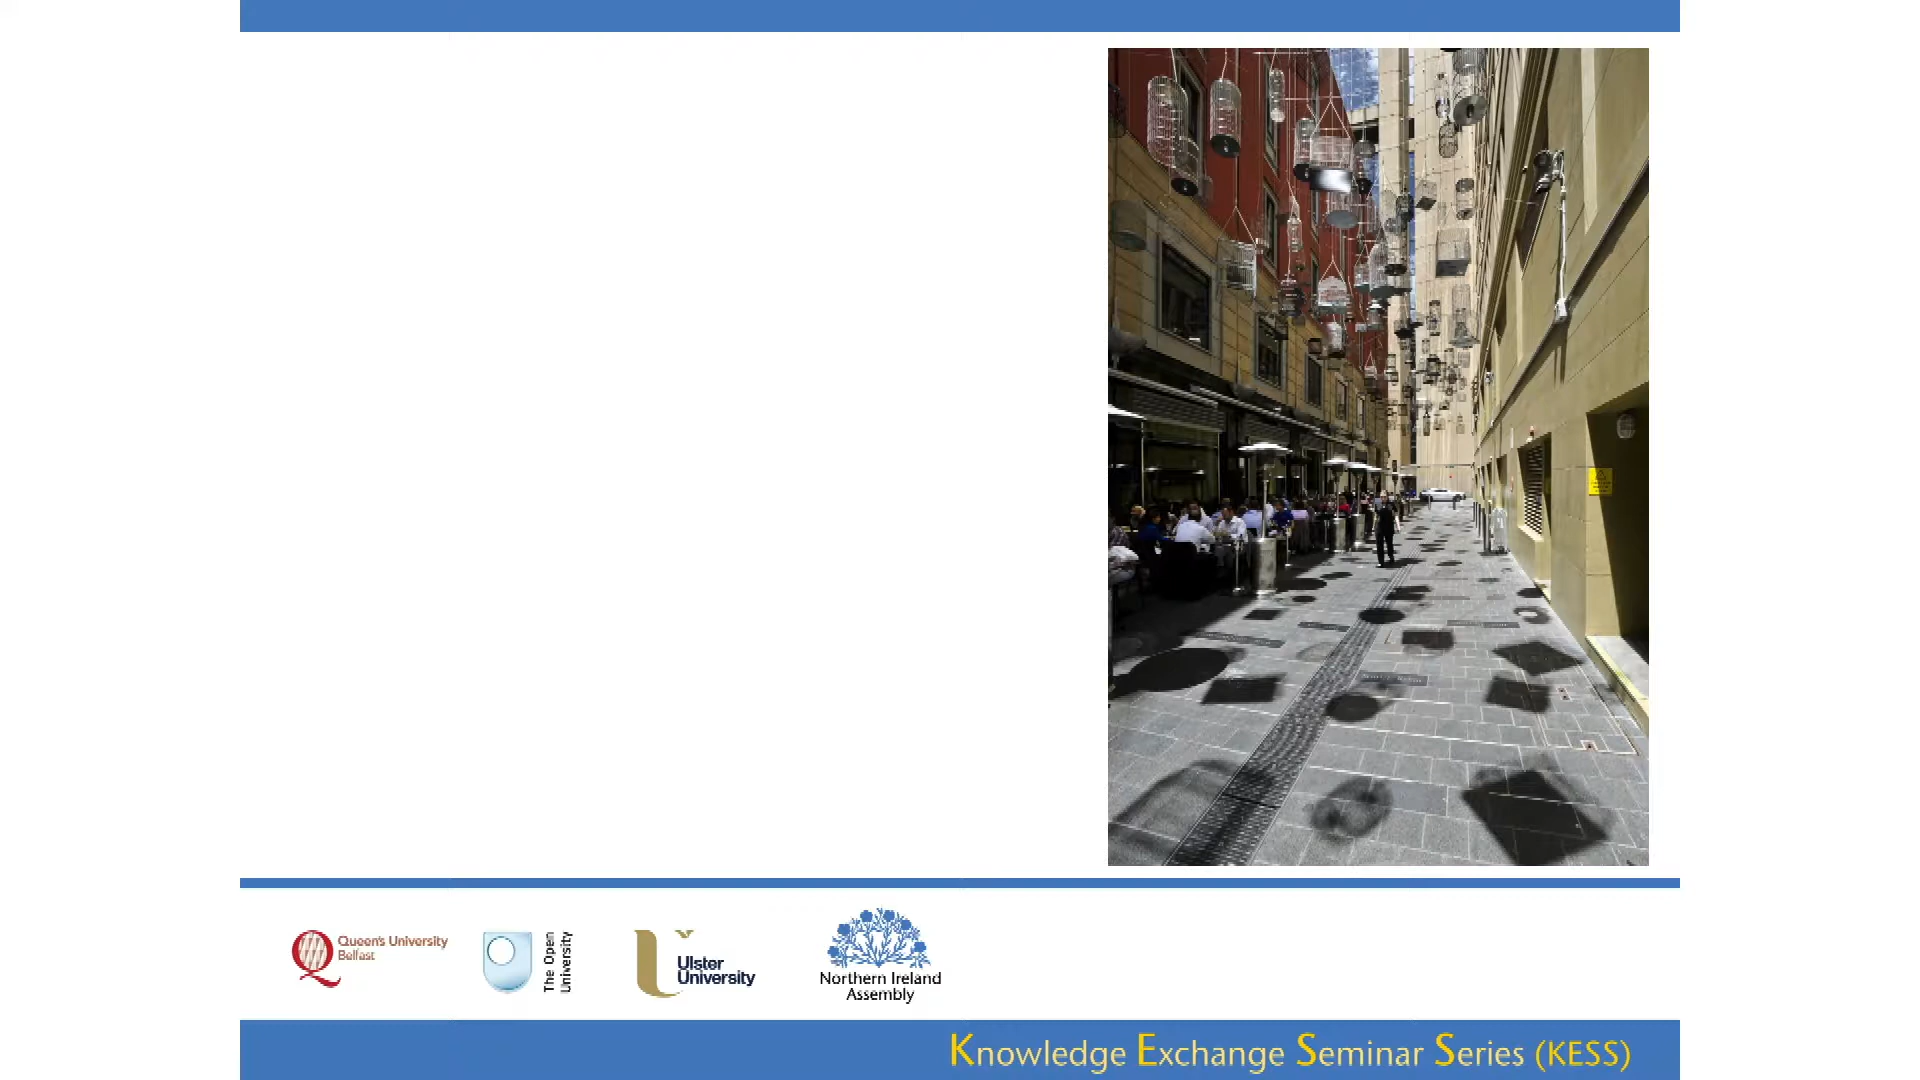 Queen's University
Belfast
The Open
University
Ulster
University
Northern Ireland
Assembly
Knowledge Exchange Seminar Series (KESS)